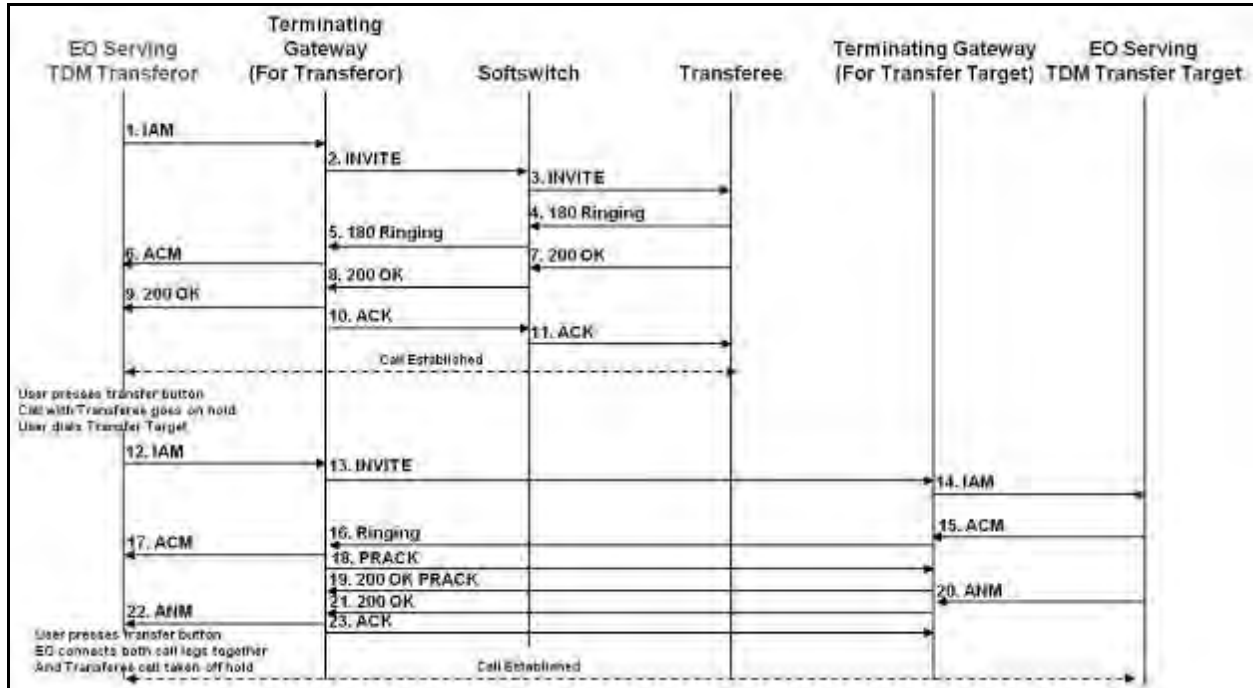 EO Serving
TDM Transferor
Terminating
Gateway
(For Transferor)
Softswitch
Transferee
Terminating Gateway
(For Transfer Target)
EO Serving
TDM Transfer Target
1. IAM
2. INVITE
3. INVITE
4. 180 Ringing
5. 180 Ringing
6. ACM
7. 200 OK
8. 200 OK
9. 200 OK
10. ACK
11. ACK
Call Established
User presses transfer button
Call with Transferee goes on hold
User dials Transfer Target
12. IAM
13. INVITE
14. IAM
15. ACM
16. Ringing
17. ACM
18. PRACK
19. 200 OK PRACK
20. ANM
21. 200 OK
22. ANM
23. ACK
User presses transfer button
EO connects both call legs together
And Transferee call taken off hold
Call Established